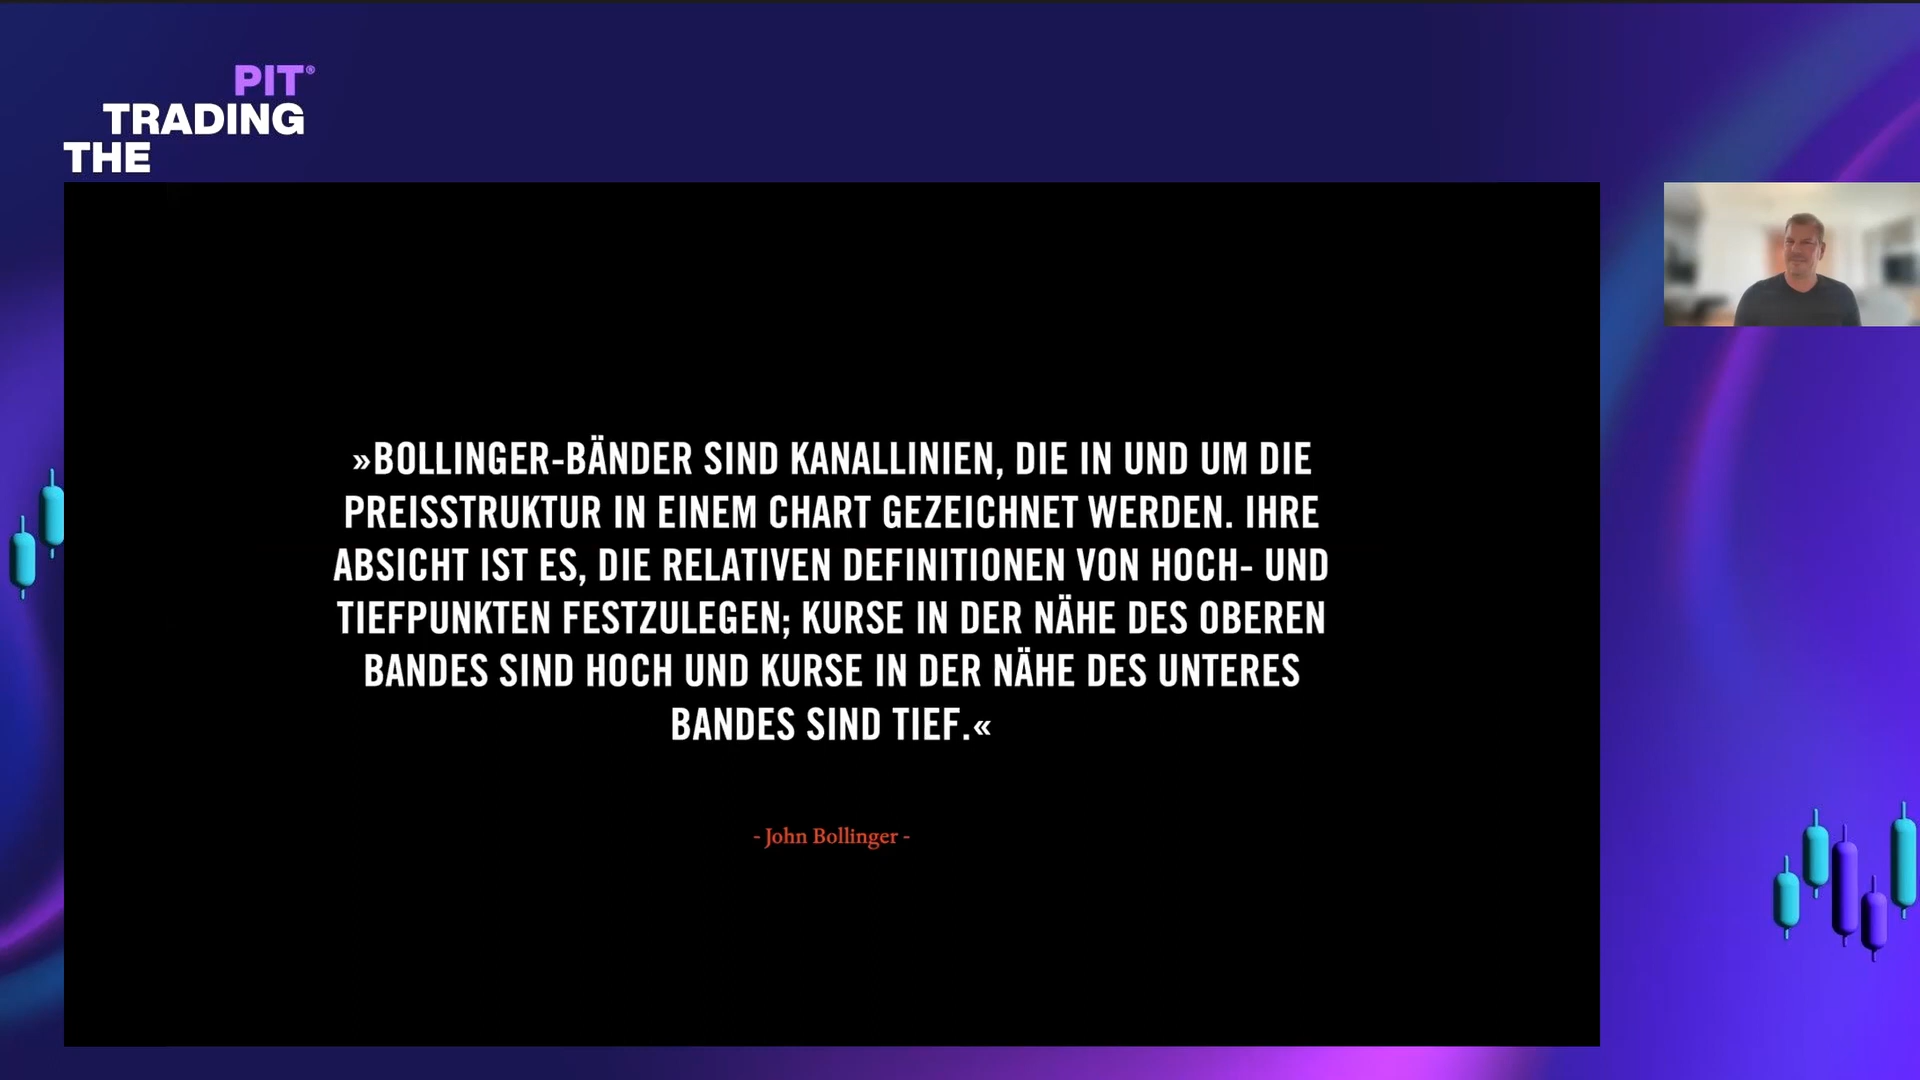 PIT®
TRADING
THE
»BOLLINGER-BÄNDER SIND KANALLINIEN, DIE IN UND UM DIE
PREISSTRUKTUR IN EINEM CHART GEZEICHNET WERDEN. IHRE
ABSICHT IST ES, DIE RELATIVEN DEFINITIONEN VON HOCH- UND
TIEFPUNKTEN FESTZULEGEN; KURSE IN DER NÄHE DES OBEREN
BANDES SIND HOCH UND KURSE IN DER NÄHE DES UNTERES
BANDES SIND TIEF.«
- John Bollinger -